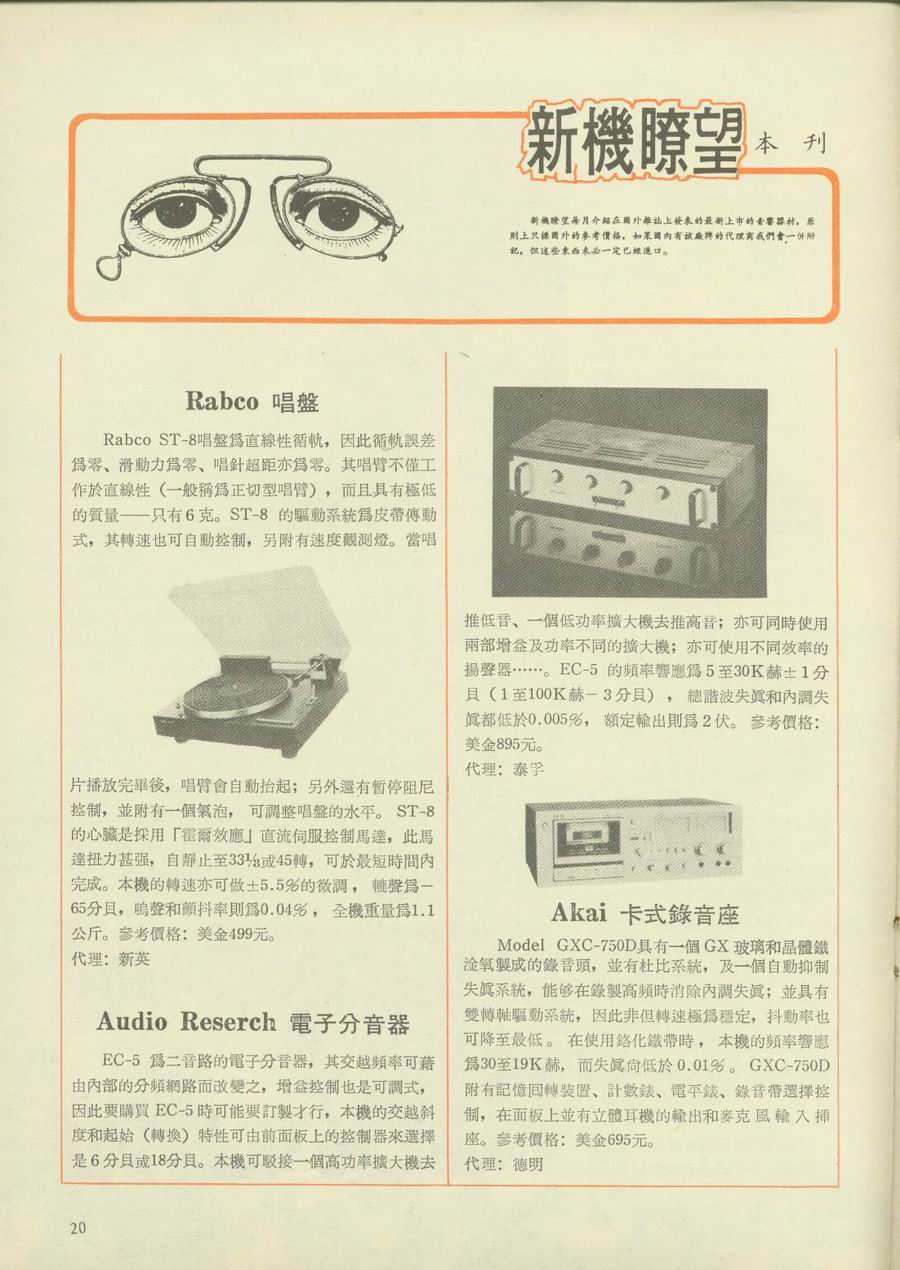 新機瞭望 本刊
新機瞭望每月介紹在國外雜誌上發表的最新上市的音響器材，原
則上只標國外的參考價格，如果國內有該廠牌的代理商我們會一併附
記，但這些東西未必一定已經進口。
Rabco 唱盤
Rabco ST-8唱盤爲直線性循軌，因此循軌誤差
爲零、滑動力爲零、唱針超距亦爲零。其唱臂不僅工
作於直線性（一般稱爲正切型唱臂），而且具有極低
的質量——只有6克。ST-8 的驅動系統爲皮帶傳動
式，其轉速也可自動控制，另附有速度觀測燈。當唱
片播放完畢後，唱臂會自動抬起；另外還有暫停阻尼
控制，並附有一個氣泡，可調整唱盤的水平。 ST-8
的心臟是採用「霍爾效應」直流伺服控制馬達，此馬
達扭力甚强，自靜止至33⅓或45轉，可於最短時間內
完成。本機的轉速亦可做±5.5%的微調，轆聲爲－
65分貝，嗚聲和顫抖率則爲0.04%，全機重量爲1.1
公斤。參考價格：美金499元。
代理：新英
Audio Reserch 電子分音器
EC-5 爲二音路的電子分音器，其交越頻率可藉
由內部的分頻網路而改變之，增益控制也是可調式，
因此要購買 EC-5 時可能要訂製才行，本機的交越斜
度和起始（轉換）特性可由前面板上的控制器來選擇
是6分貝或18分貝。本機可駁接一個高功率擴大機去
推低音、一個低功率擴大機去推高音；亦可同時使用
兩部增益及功率不同的擴大機；亦可使用不同效率的
揚聲器……。EC-5 的頻率響應爲5至30K赫±1分
貝（1至100K赫－3分貝），總諧波失眞和內調失
眞都低於0.005%，額定輸出則爲2伏。參考價格：
美金895元。
代理：泰孚
Akai 卡式錄音座
Model GXC-750D具有一個 GX 玻璃和晶體鐵
淦氧製成的錄音頭，並有杜比系統，及一個自動抑制
失眞系統，能够在錄製高頻時消除內調失眞；並具有
雙轉軸驅動系統，因此非但轉速極爲穩定，抖動率也
可降至最低。在使用鉻化鐵帶時，本機的頻率響應
爲30至19K赫，而失眞尙低於0.01%。GXC-750D
附有記憶回轉裝置、計數錶、電平錶、錄音帶選擇控
制，在面板上並有立體耳機的輸出和麥克風輸入揷
座。參考價格：美金695元。
代理：德明
20